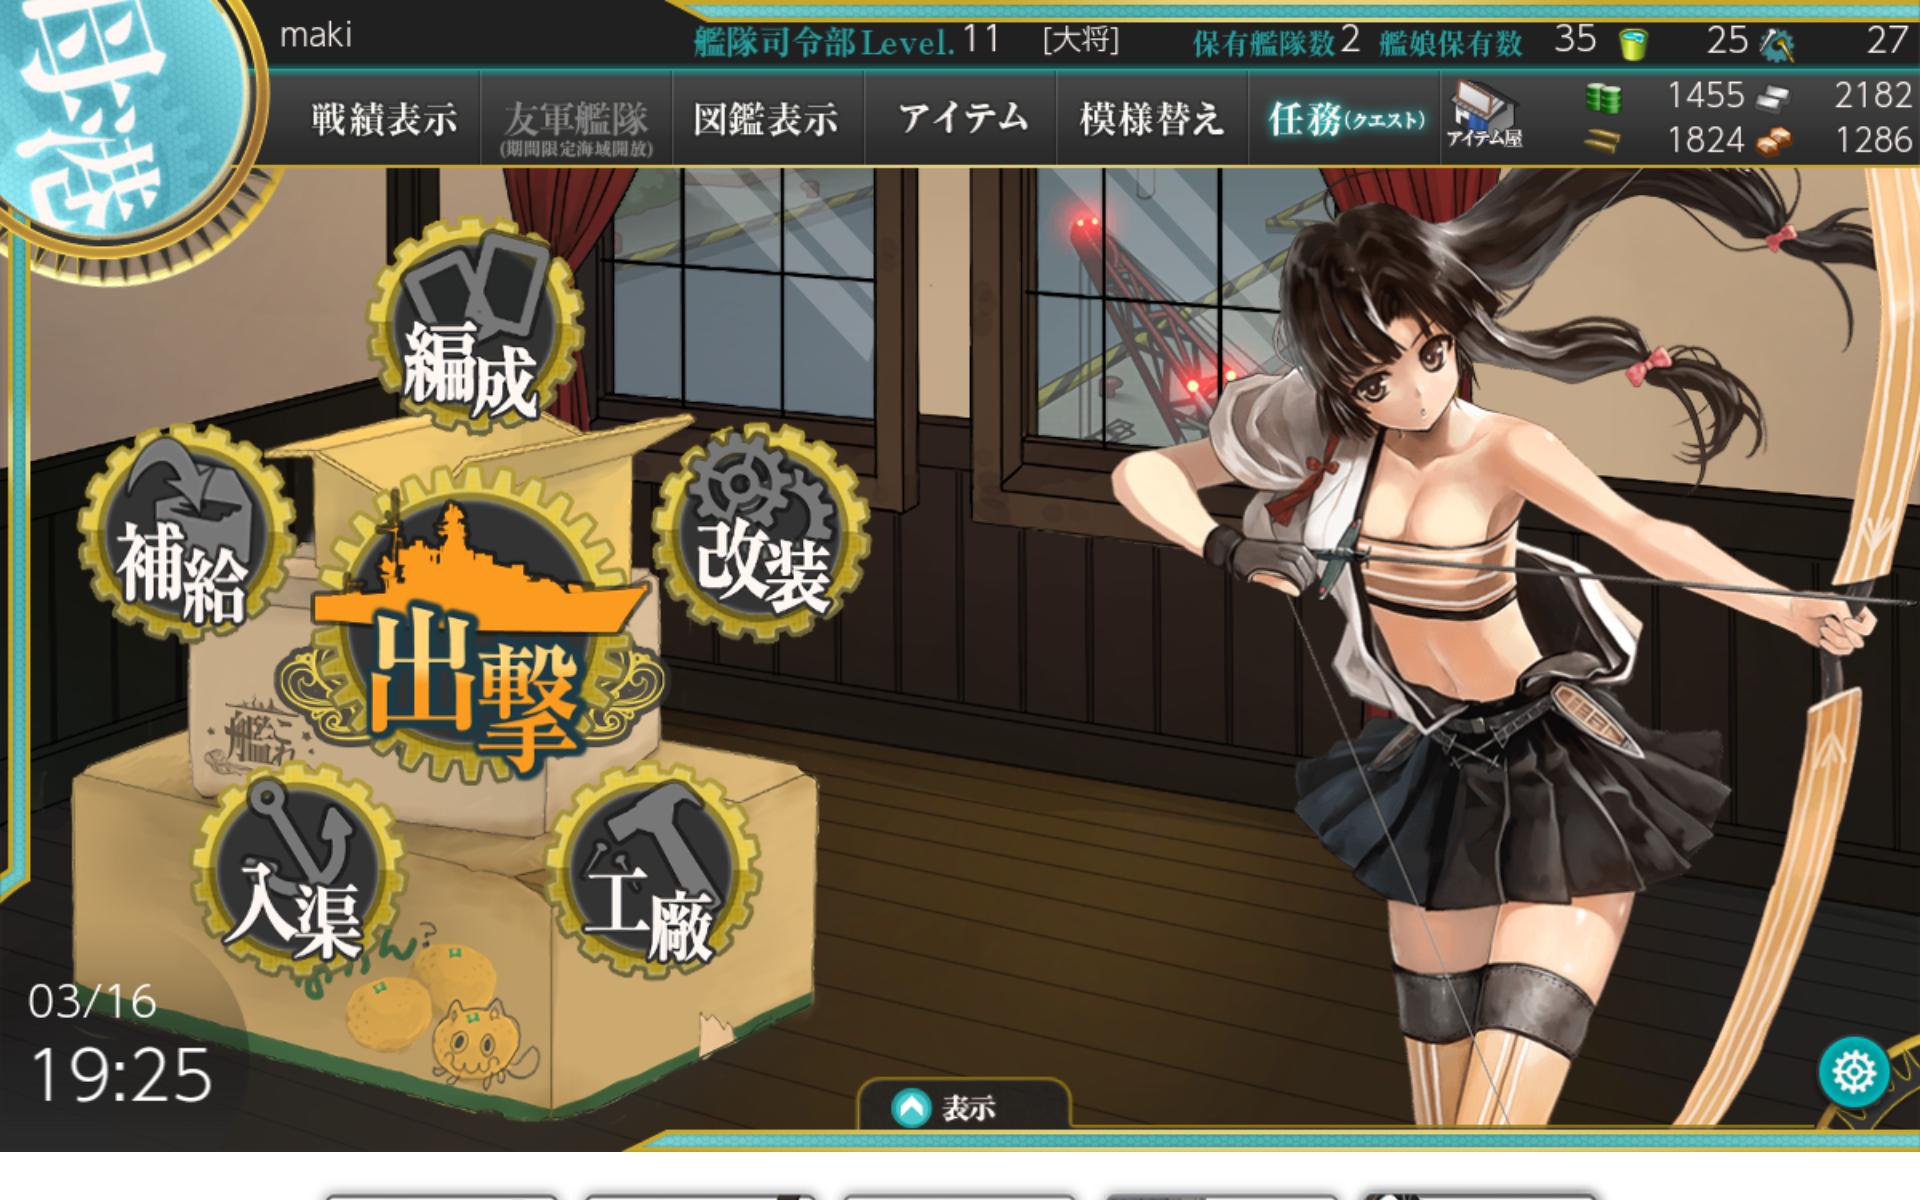 母港
maki
艦隊司令部Level. 11 [大将] 保有艦隊数 2 艦娘保有数 35 25 27
戦績表示 友軍艦隊 図鑑表示 アイテム 模様替え 任務(クエスト) アイテム屋
(期間限定海域開放)
1455 2182
1824 1286
編成
補給
改装
出撃
入渠
工廠
03/16
19:25
表示